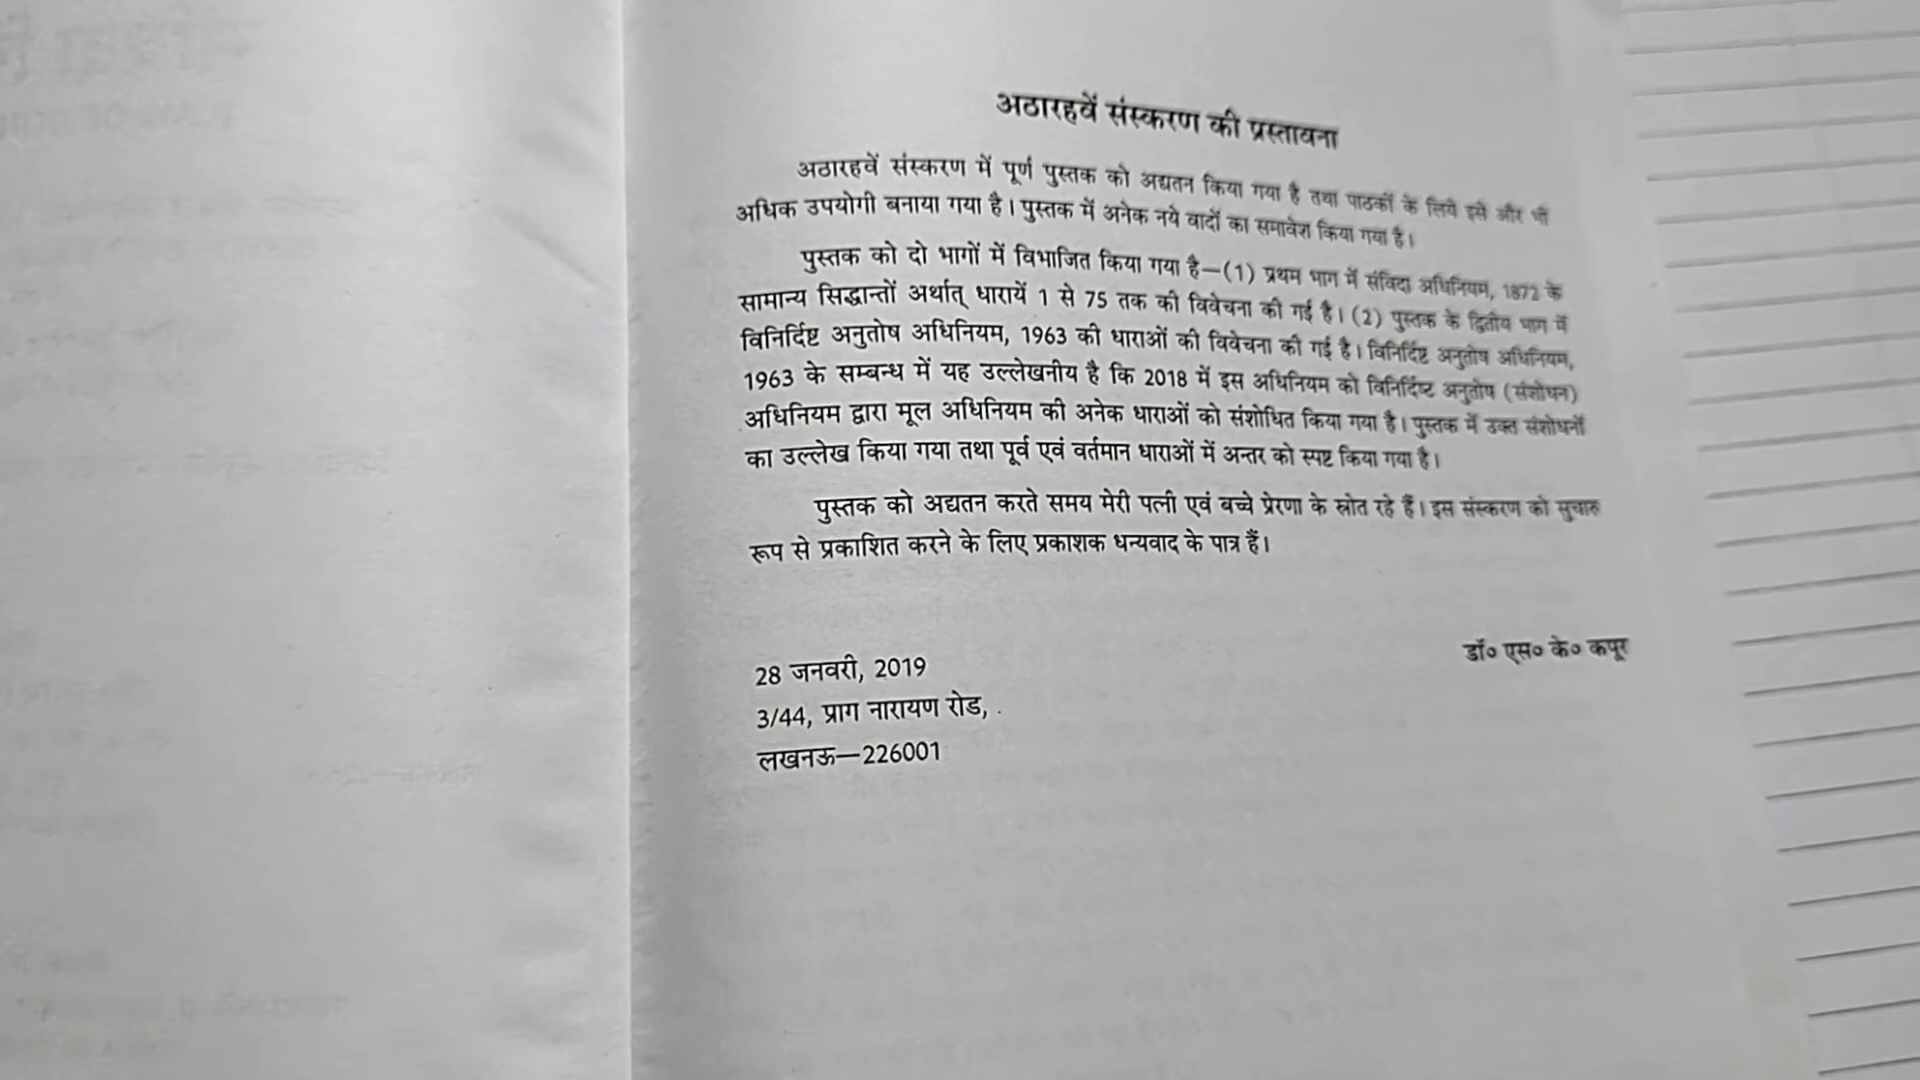 अठारहवें संस्करण की प्रस्तावना
अठारहवें संस्करण में पूर्ण पुस्तक को अद्यतन किया गया है तथा पाठकों के लिये इसे और भी
अधिक उपयोगी बनाया गया है। पुस्तक में अनेक नये वादों का समावेश किया गया है।
पुस्तक को दो भागों में विभाजित किया गया है—(1) प्रथम भाग में संविदा अधिनियम, 1872 के
सामान्य सिद्धान्तों अर्थात् धारायें 1 से 75 तक की विवेचना की गई है। (2) पुस्तक के द्वितीय भाग में
विनिर्दिष्ट अनुतोष अधिनियम, 1963 की धाराओं की विवेचना की गई है। विनिर्दिष्ट अनुतोष अधिनियम,
1963 के सम्बन्ध में यह उल्लेखनीय है कि 2018 में इस अधिनियम को विनिर्दिष्ट अनुतोष (संशोधन)
अधिनियम द्वारा मूल अधिनियम की अनेक धाराओं को संशोधित किया गया है। पुस्तक में उक्त संशोधनों
का उल्लेख किया गया तथा पूर्व एवं वर्तमान धाराओं में अन्तर को स्पष्ट किया गया है।
पुस्तक को अद्यतन करते समय मेरी पत्नी एवं बच्चे प्रेरणा के स्रोत रहे हैं। इस संस्करण को सुचारु
रूप से प्रकाशित करने के लिए प्रकाशक धन्यवाद के पात्र हैं।
डॉ० एस० के० कपूर
28 जनवरी, 2019
3/44, प्राग नारायण रोड,
लखनऊ—226001